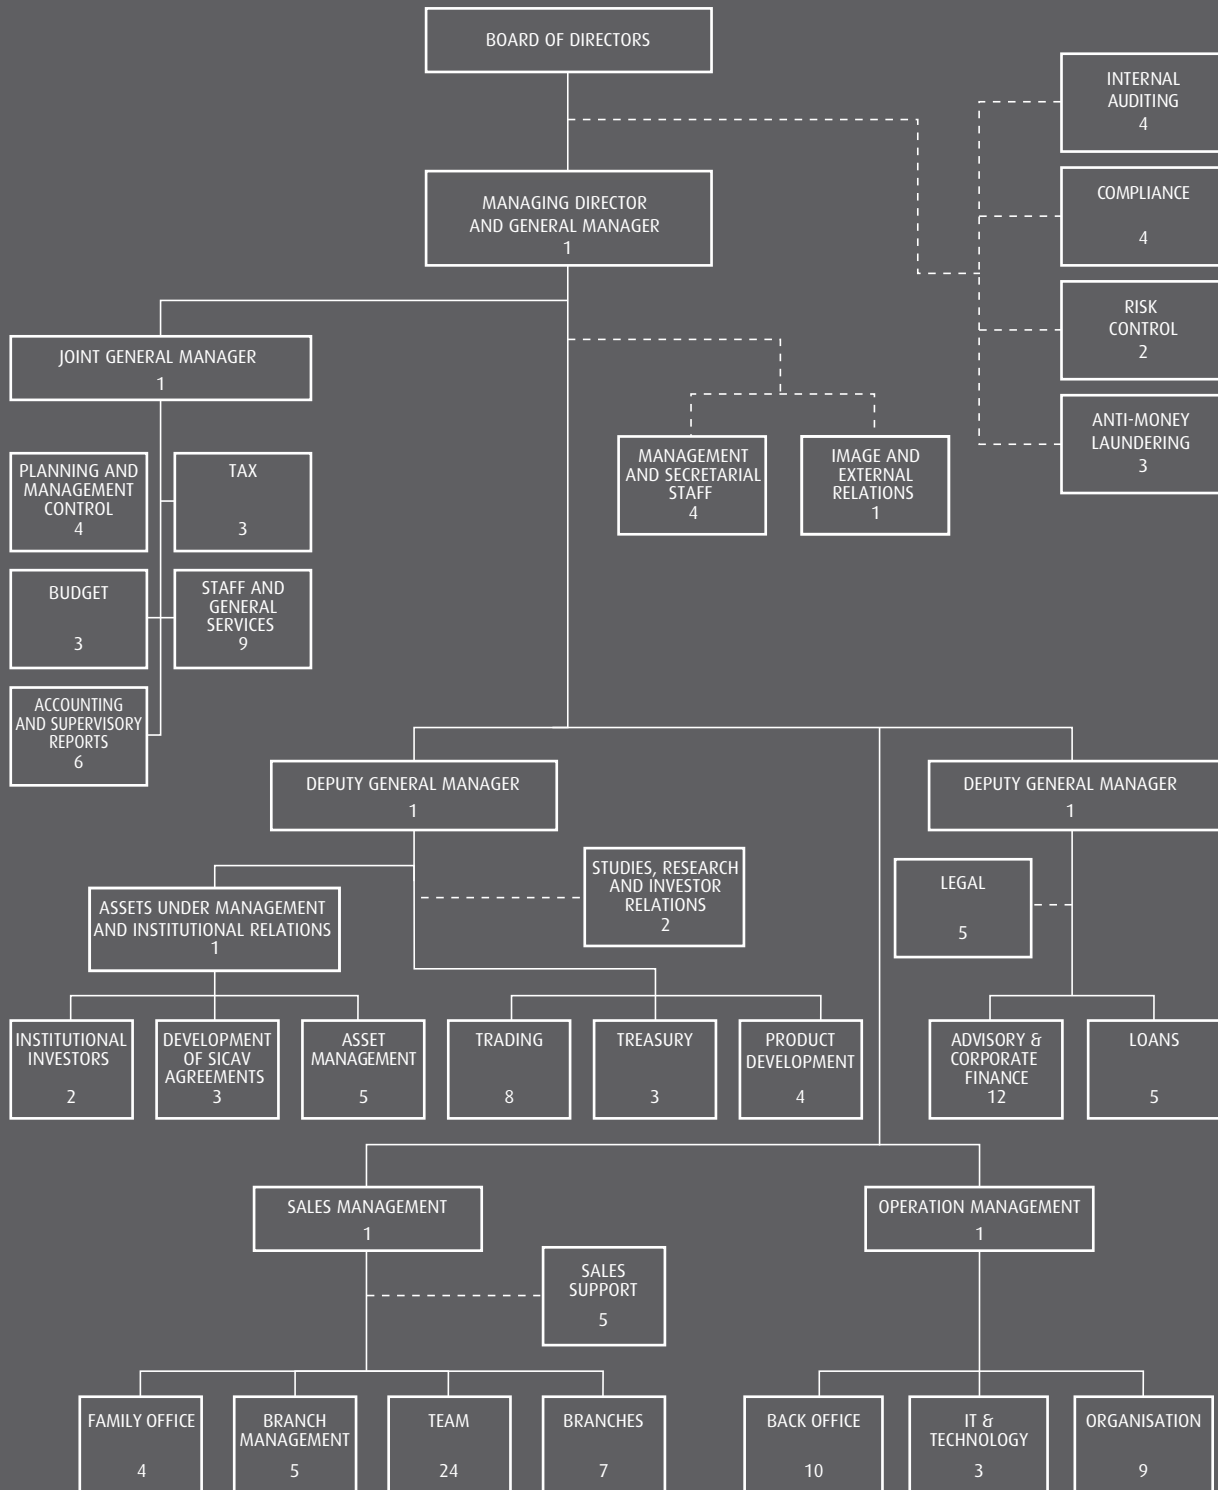 BOARD OF DIRECTORS
INTERNAL
AUDITING
4
COMPLIANCE
4
RISK
CONTROL
2
ANTI-MONEY
LAUNDERING
3
MANAGING DIRECTOR
AND GENERAL MANAGER
1
JOINT GENERAL MANAGER
1
PLANNING AND
MANAGEMENT
CONTROL
4
TAX
3
BUDGET
3
STAFF AND
GENERAL
SERVICES
9
ACCOUNTING
AND SUPERVISORY
REPORTS
6
MANAGEMENT
AND SECRETARIAL
STAFF
4
IMAGE AND
EXTERNAL
RELATIONS
1
DEPUTY GENERAL MANAGER
1
DEPUTY GENERAL MANAGER
1
STUDIES, RESEARCH
AND INVESTOR
RELATIONS
2
LEGAL
5
ASSETS UNDER MANAGEMENT
AND INSTITUTIONAL RELATIONS
1
INSTITUTIONAL
INVESTORS
2
DEVELOPMENT
OF SICAV
AGREEMENTS
3
ASSET
MANAGEMENT
5
TRADING
8
TREASURY
3
PRODUCT
DEVELOPMENT
4
ADVISORY &
CORPORATE
FINANCE
12
LOANS
5
SALES MANAGEMENT
1
OPERATION MANAGEMENT
1
SALES
SUPPORT
5
FAMILY OFFICE
4
BRANCH
MANAGEMENT
5
TEAM
24
BRANCHES
7
BACK OFFICE
10
IT &
TECHNOLOGY
3
ORGANISATION
9